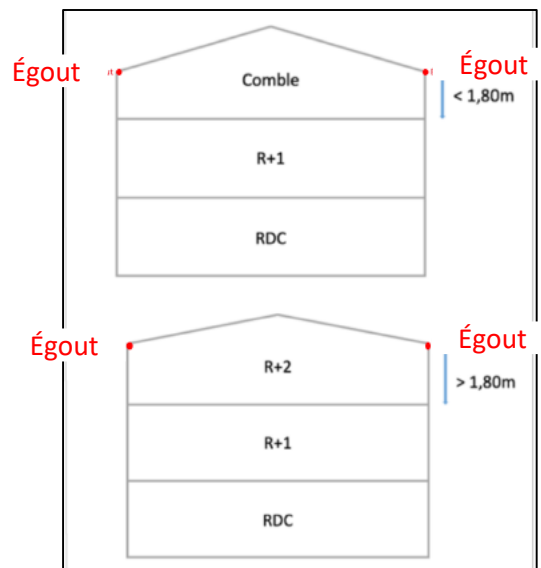 Égout
Égout
Comble
< 1,80m
R+1
RDC
Égout
Égout
R+2
> 1,80m
R+1
RDC